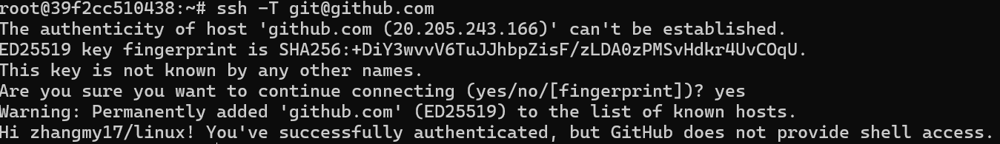 root@39f2cc510438:~# ssh -T git@github.com
The authenticity of host 'github.com (20.205.243.166)' can't be established.
ED25519 key fingerprint is SHA256:+DiY3wvvV6TuJJhbpZisF/zLDA0zPMSvHdkr4UvCOqU.
This key is not known by any other names.
Are you sure you want to continue connecting (yes/no/[fingerprint])? yes
Warning: Permanently added 'github.com' (ED25519) to the list of known hosts.
Hi zhangmy17/linux! You've successfully authenticated, but GitHub does not provide shell access.